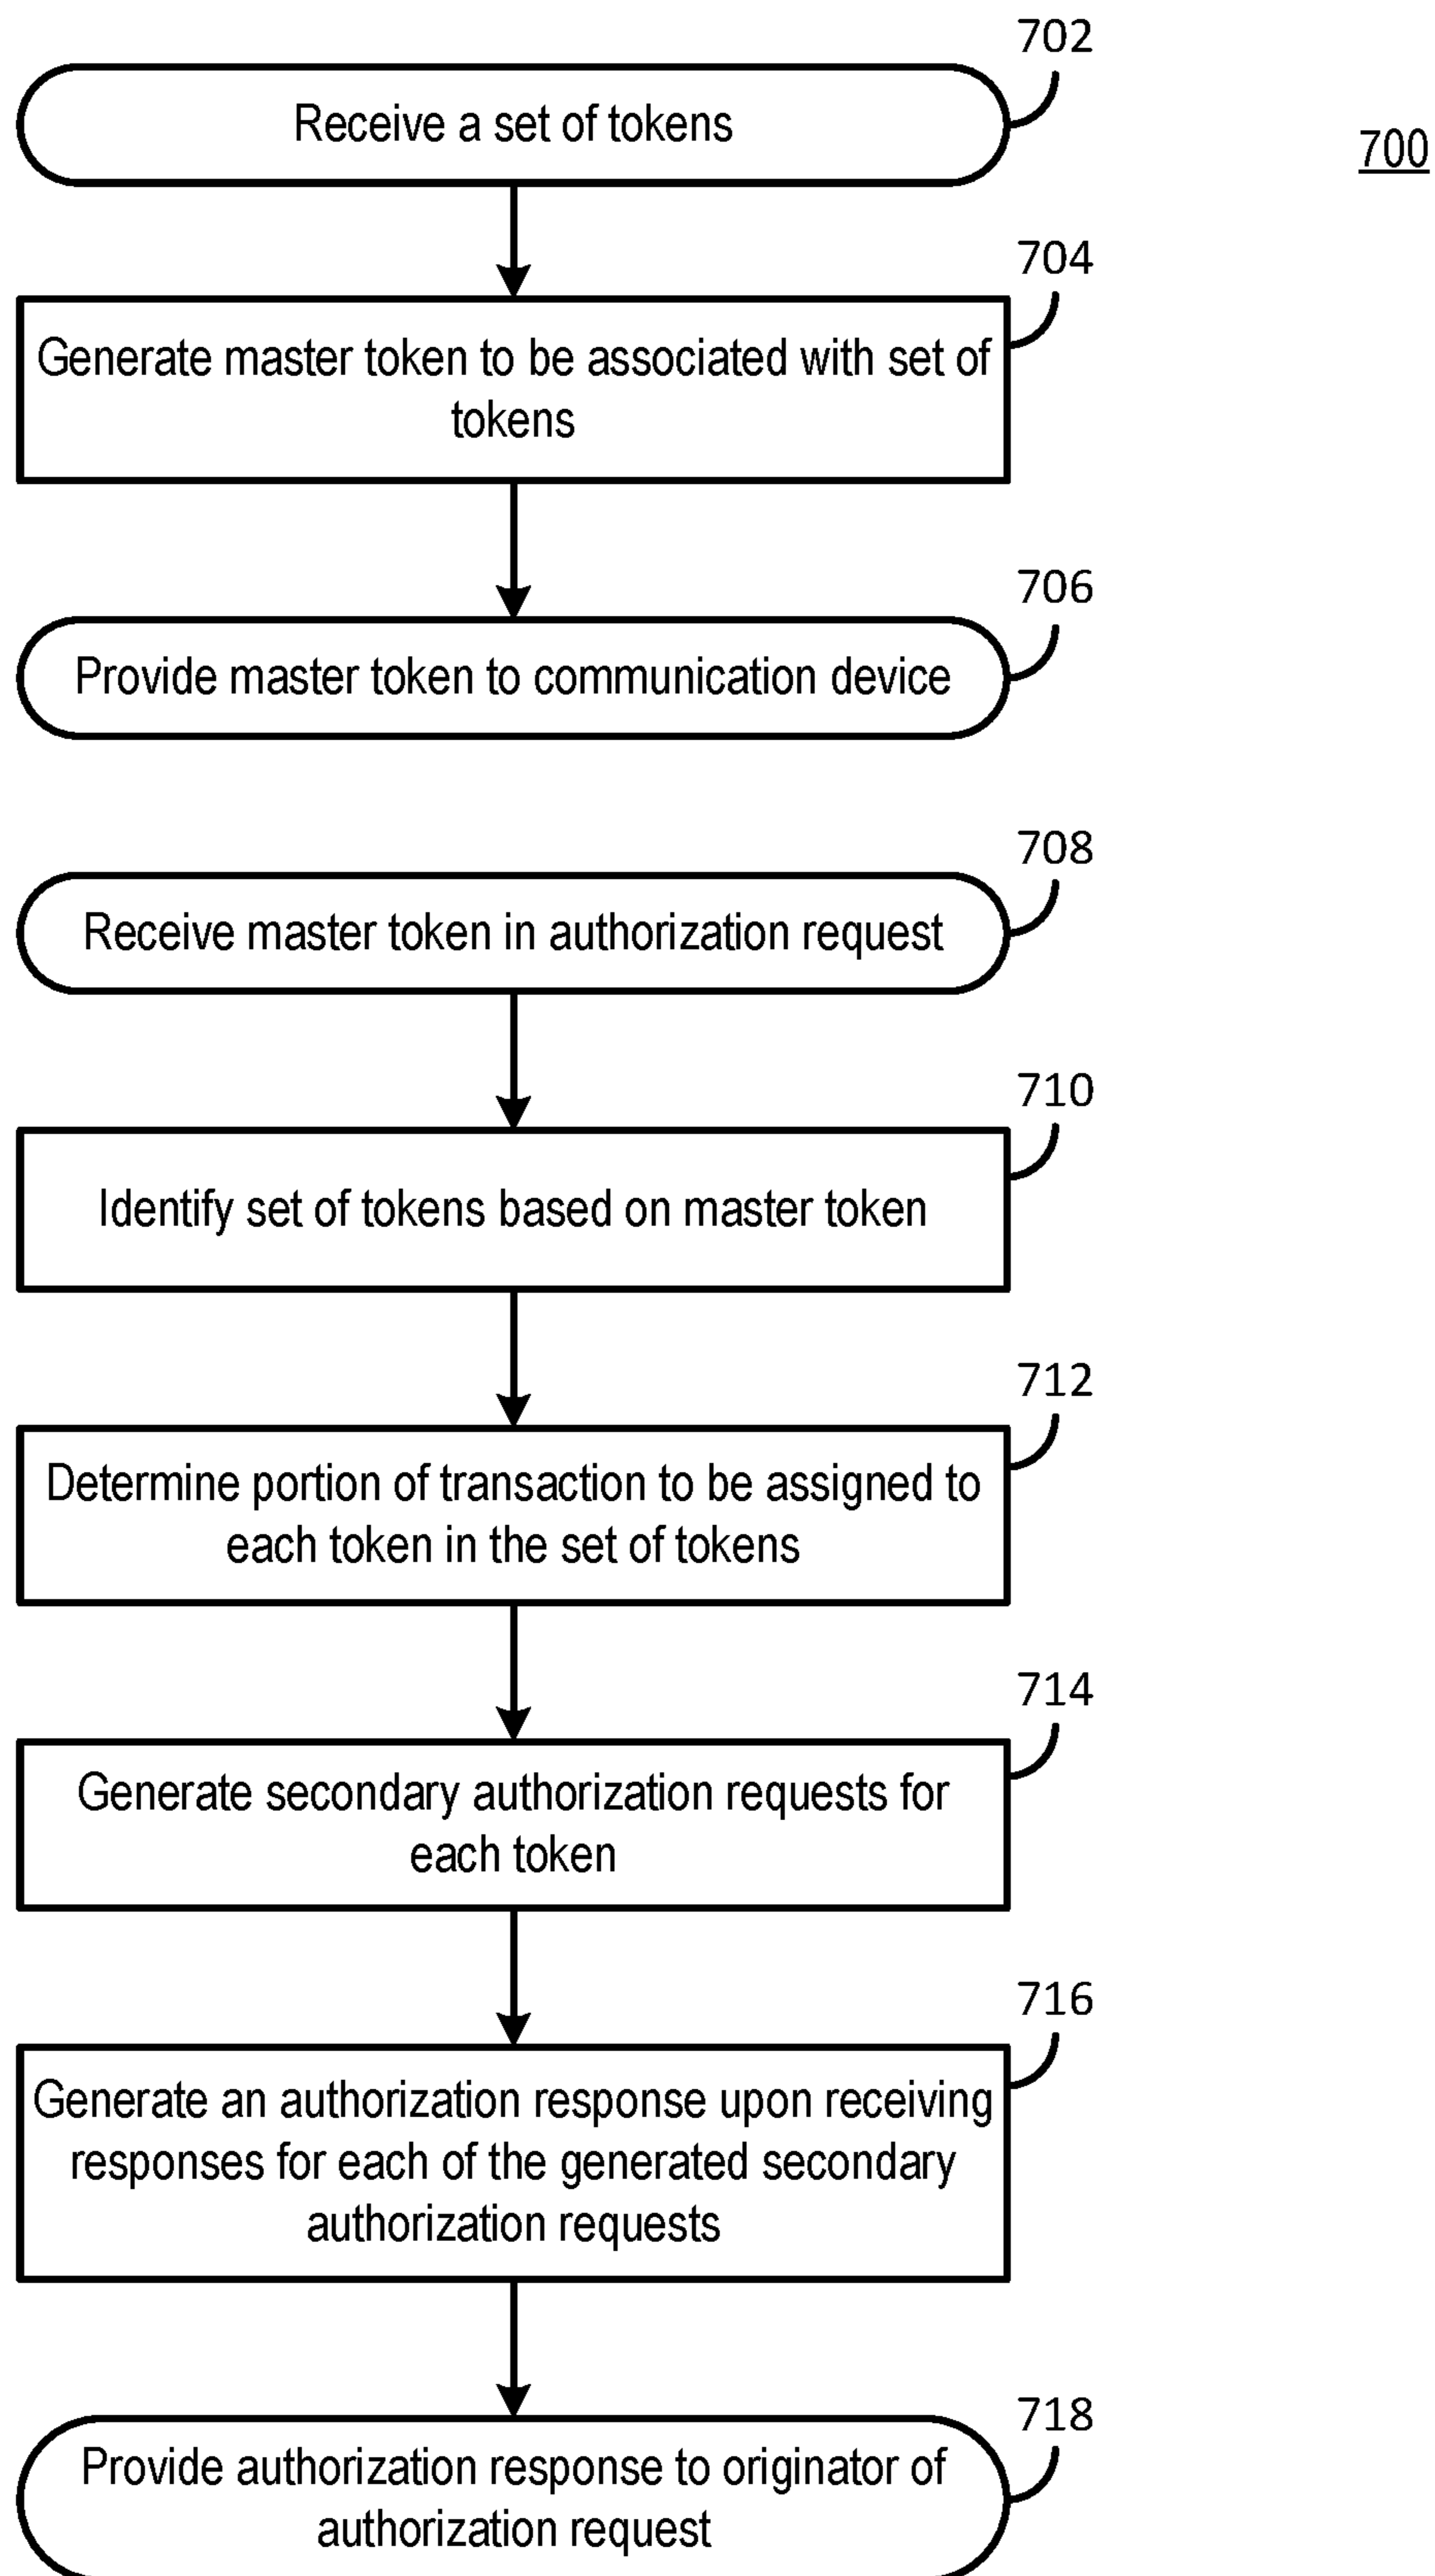 702
Receive a set of tokens
700
704
Generate master token to be associated with set of
tokens
706
Provide master token to communication device
708
Receive master token in authorization request
710
Identify set of tokens based on master token
712
Determine portion of transaction to be assigned to
each token in the set of tokens
714
Generate secondary authorization requests for
each token
716
Generate an authorization response upon receiving
responses for each of the generated secondary
authorization requests
718
Provide authorization response to originator of
authorization request